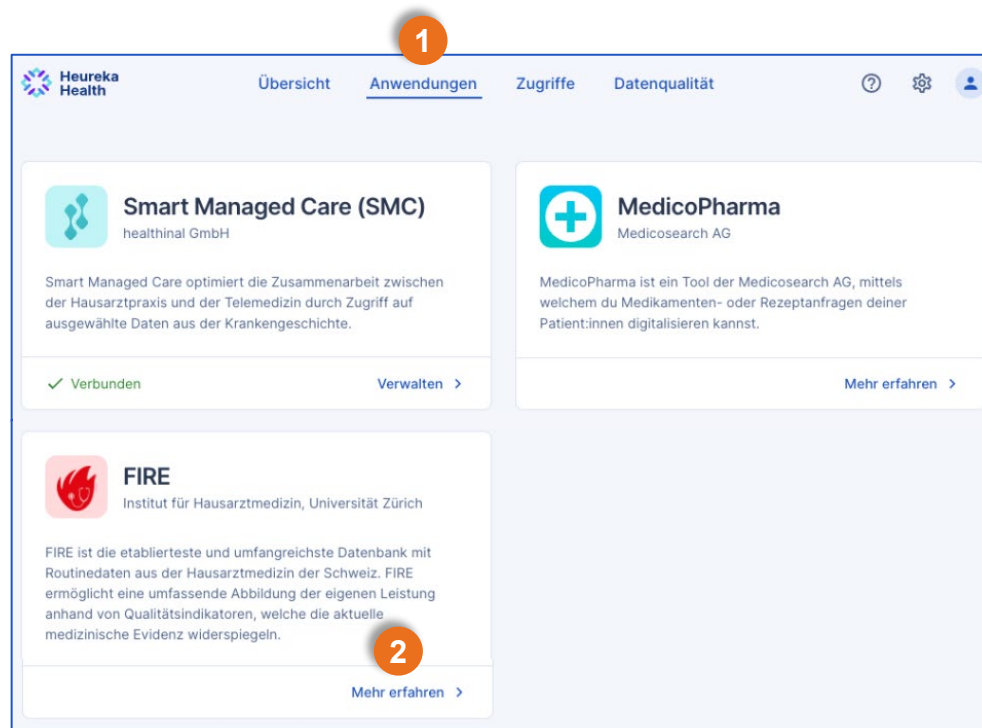 1
Heureka
Health
Übersicht Anwendungen Zugriffe Datenqualität
Smart Managed Care (SMC)
healthinal GmbH
Smart Managed Care optimiert die Zusammenarbeit zwischen
der Hausarztpraxis und der Telemedizin durch Zugriff auf
ausgewählte Daten aus der Krankengeschichte.
Verbunden Verwalten >
MedicoPharma
Medicosearch AG
MedicoPharma ist ein Tool der Medicosearch AG, mittels
welchem du Medikamenten- oder Rezeptanfragen deiner
Patient:innen digitalisieren kannst.
Mehr erfahren >
FIRE
Institut für Hausarztmedizin, Universität Zürich
FIRE ist die etablierteste und umfangreichste Datenbank mit
Routinedaten aus der Hausarztmedizin der Schweiz. FIRE
ermöglicht eine umfassende Abbildung der eigenen Leistung
anhand von Qualitätsindikatoren, welche die aktuelle
medizinische Evidenz widerspiegeln.
2
Mehr erfahren >